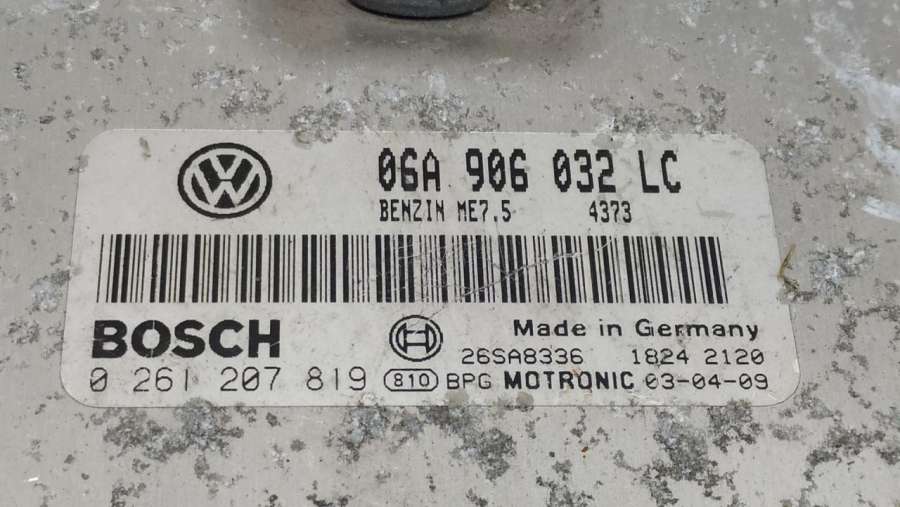 06A 906 032 LC
BENZIN ME7.5 4373
BOSCH
Made in Germany
26SA8336 1824 2120
0 261 207 819 810 BPG MOTRONIC 03-04-09